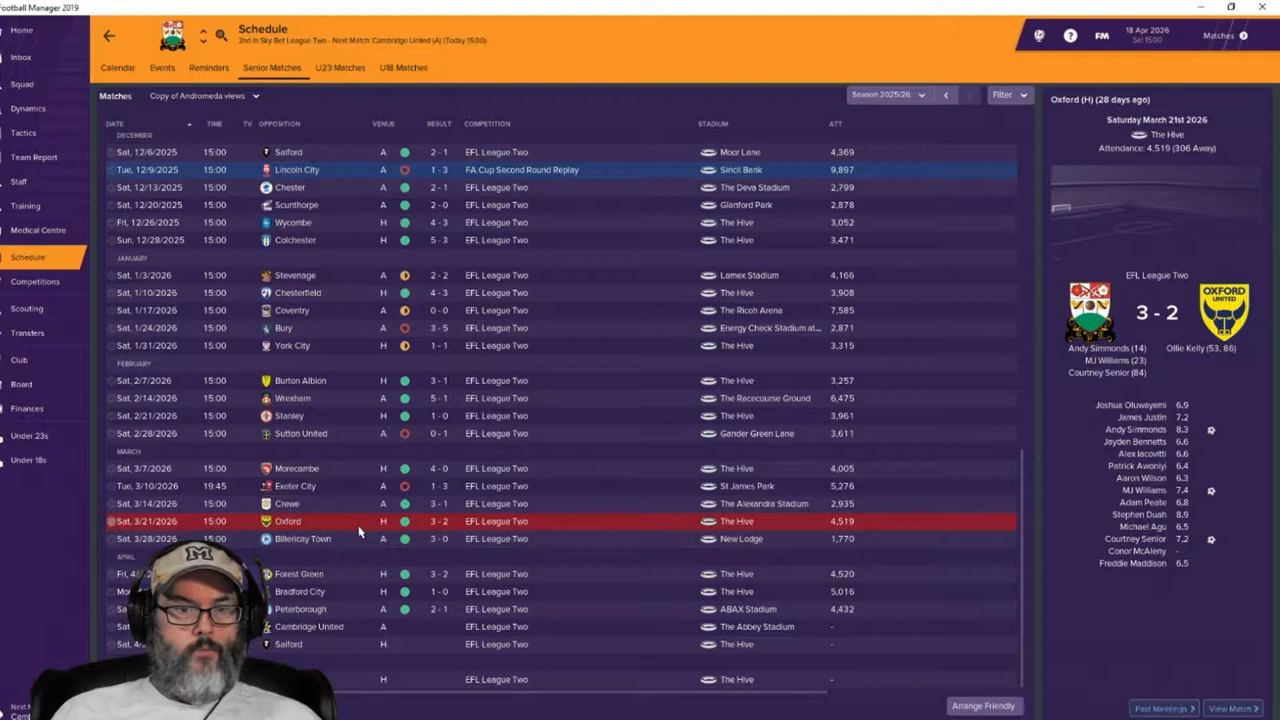 Football Manager 2019
Home
Inbox
Squad
Dynamics
Tactics
Team Report
Staff
Training
Medical Centre
Schedule
Competitions
Scouting
Transfers
Club
Board
Finances
Under 23s
Under 18s
Schedule
2nd in Sky Bet League Two - Next Match: Cambridge United (A) (Today 15:00)
FM
18 Apr 2026
Sat 15:00
Matches
Calendar Events Reminders Senior Matches U23 Matches U18 Matches
Matches Copy of Andromeda views Season 2025/26 Filter
DATE TIME TV OPPOSITION VENUE RESULT COMPETITION STADIUM ATT
DECEMBER
Sat, 12/6/2025 15:00 Salford A 2 - 1 EFL League Two Moor Lane 4,369
Tue, 12/9/2025 15:00 Lincoln City A 1 - 3 FA Cup Second Round Replay Sincil Bank 9,897
Sat, 12/13/2025 15:00 Chester A 2 - 1 EFL League Two The Deva Stadium 2,799
Sat, 12/20/2025 15:00 Scunthorpe A 2 - 0 EFL League Two Glanford Park 2,878
Fri, 12/26/2025 15:00 Wycombe H 4 - 3 EFL League Two The Hive 3,052
Sun, 12/28/2025 15:00 Colchester H 5 - 3 EFL League Two The Hive 3,471
JANUARY
Sat, 1/3/2026 15:00 Stevenage A 2 - 2 EFL League Two Lamex Stadium 4,166
Sat, 1/10/2026 15:00 Chesterfield H 4 - 3 EFL League Two The Hive 3,908
Sat, 1/17/2026 15:00 Coventry A 0 - 0 EFL League Two The Ricoh Arena 7,585
Sat, 1/24/2026 15:00 Bury A 3 - 5 EFL League Two Energy Check Stadium at... 2,871
Sat, 1/31/2026 15:00 York City H 1 - 1 EFL League Two The Hive 3,315
FEBRUARY
Sat, 2/7/2026 15:00 Burton Albion H 3 - 1 EFL League Two The Hive 3,257
Sat, 2/14/2026 15:00 Wrexham A 5 - 1 EFL League Two The Racecourse Ground 6,475
Sat, 2/21/2026 15:00 Stanley H 1 - 0 EFL League Two The Hive 3,961
Sat, 2/28/2026 15:00 Sutton United A 0 - 1 EFL League Two Gander Green Lane 3,611
MARCH
Sat, 3/7/2026 15:00 Morecambe H 4 - 0 EFL League Two The Hive 4,005
Tue, 3/10/2026 19:45 Exeter City A 1 - 3 EFL League Two St James Park 5,276
Sat, 3/14/2026 15:00 Crewe A 3 - 1 EFL League Two The Alexandra Stadium 2,935
Sat, 3/21/2026 15:00 Oxford H 3 - 2 EFL League Two The Hive 4,519
Sat, 3/28/2026 15:00 Billericay Town A 3 - 0 EFL League Two New Lodge 1,770
APRIL
Fri, 4/ Forest Green H 3 - 2 EFL League Two The Hive 4,520
Mo Bradford City H 1 - 0 EFL League Two The Hive 5,016
Sa Peterborough A 2 - 1 EFL League Two ABAX Stadium 4,432
Sat Cambridge United A EFL League Two The Abbey Stadium -
Sat, 4/ Salford H EFL League Two The Hive -
H EFL League Two The Hive -
Arrange Friendly
Oxford (H) (28 days ago)
Saturday March 21st 2026
The Hive
Attendance: 4,519 (306 Away)
EFL League Two
OXFORD
UNITED
3 - 2
Andy Simmonds (14) Ollie Kelly (53, 86)
MJ Williams (23)
Courtney Senior (84)
Joshua Oluwayemi 6.9
James Justin 7.2
Andy Simmonds 8.3
Jayden Bennetts 6.6
Alex Iacovitti 6.6
Patrick Awoniyi 6.4
Aaron Wilson 6.3
MJ Williams 7.4
Adam Peate 6.8
Stephen Duah 8.9
Michael Agu 6.5
Courtney Senior 7.2
Conor McAleny -
Freddie Maddison 6.5
Past Meetings > View Match >
Next
Cam
M